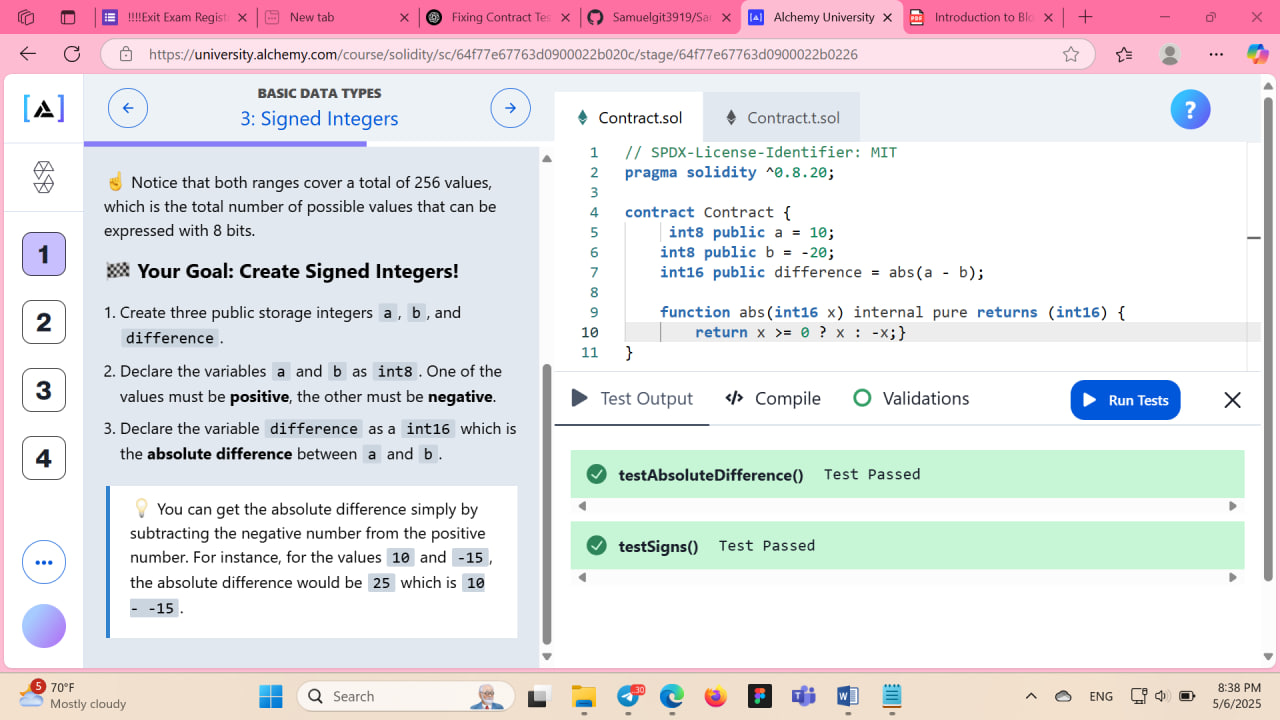 !!!!Exit Exam Regist
New tab
Fixing Contract Tes
Samuelgit3919/Sa
Alchemy University
Introduction to Blo
https://university.alchemy.com/course/solidity/sc/64f77e67763d0900022b020c/stage/64f77e67763d0900022b0226
BASIC DATA TYPES
3: Signed Integers
1
2
3
4
☝ Notice that both ranges cover a total of 256 values,
which is the total number of possible values that can be
expressed with 8 bits.
🏁 Your Goal: Create Signed Integers!
1. Create three public storage integers a, b, and
difference.
2. Declare the variables a and b as int8. One of the
values must be positive, the other must be negative.
3. Declare the variable difference as a int16 which is
the absolute difference between a and b.
💡 You can get the absolute difference simply by
subtracting the negative number from the positive
number. For instance, for the values 10 and -15,
the absolute difference would be 25 which is 10
- -15.
Contract.sol
Contract.t.sol
?
1 // SPDX-License-Identifier: MIT
2 pragma solidity ^0.8.20;
3
4 contract Contract {
5 int8 public a = 10;
6 int8 public b = -20;
7 int16 public difference = abs(a - b);
8
9 function abs(int16 x) internal pure returns (int16) {
10 return x >= 0 ? x : -x;}
11 }
Test Output
Compile
Validations
Run Tests
testAbsoluteDifference() Test Passed
testSigns() Test Passed
5
70°F
Mostly cloudy
Search
30
ENG
8:38 PM
5/6/2025